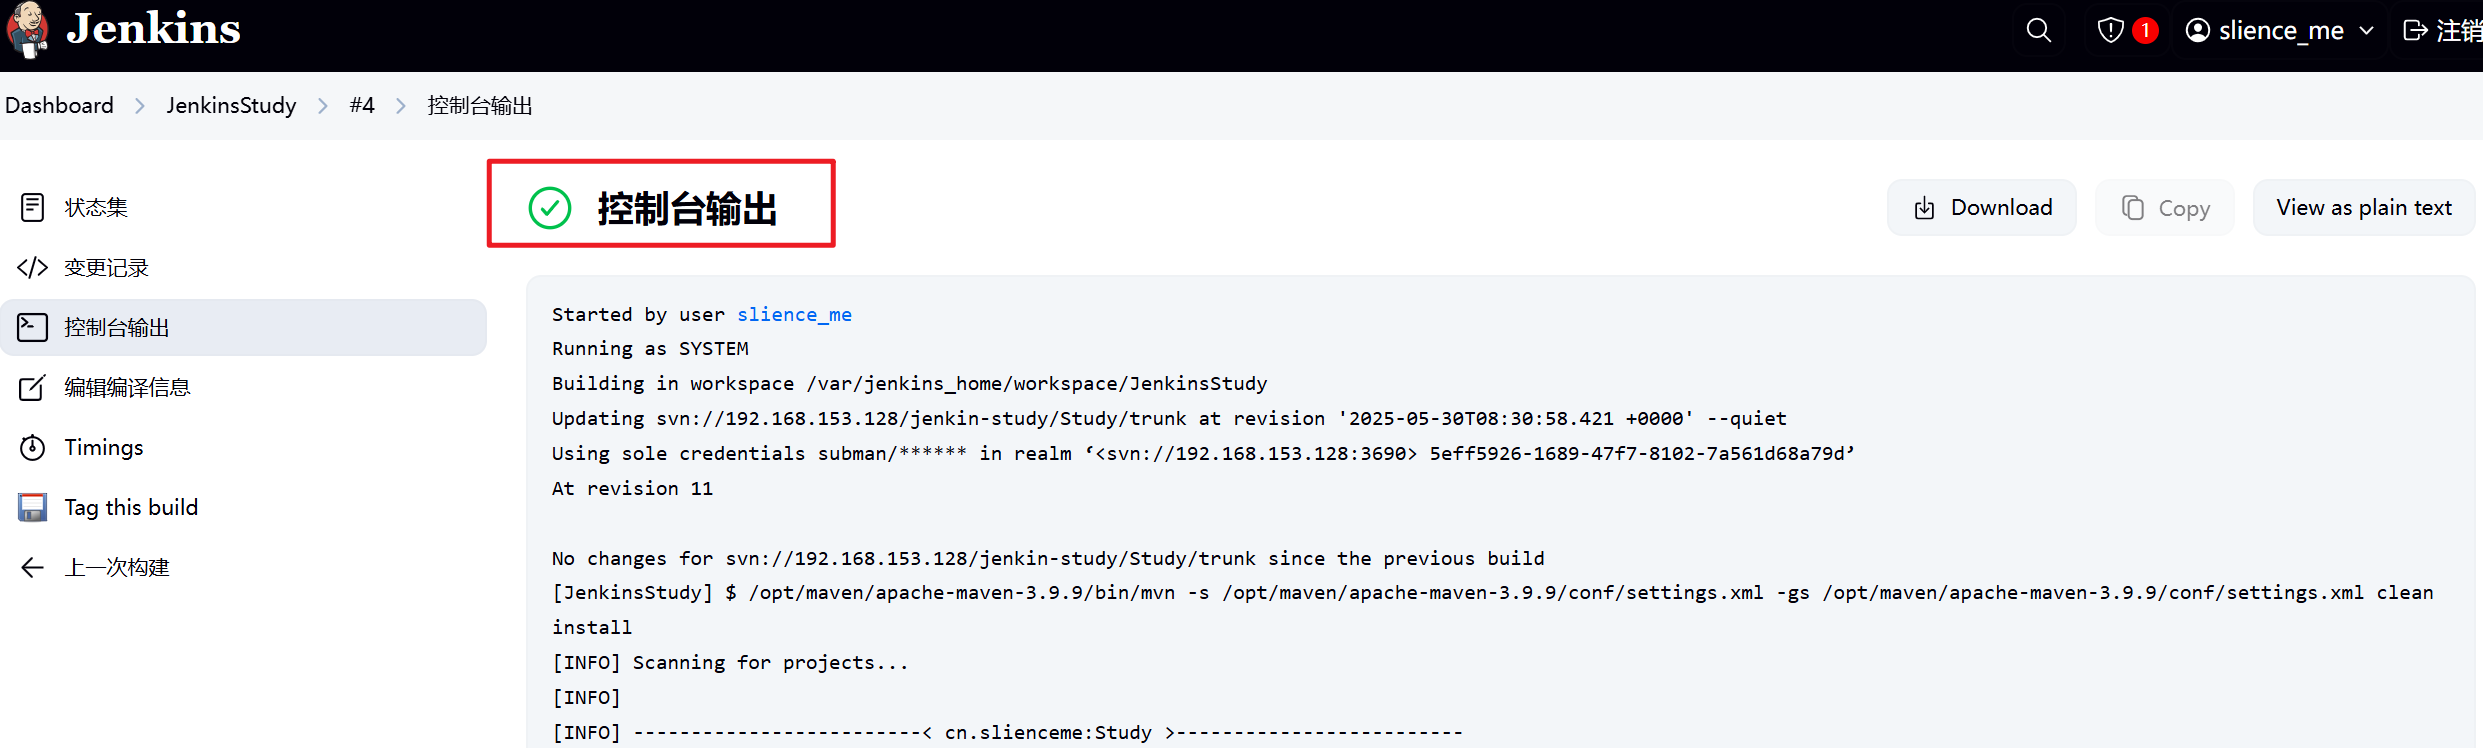 Jenkins
1
slience_me
注销
Dashboard
JenkinsStudy
#4
控制台输出
状态集
变更记录
控制台输出
编辑编译信息
Timings
Tag this build
上一次构建
控制台输出
Download
Copy
View as plain text
Started by user slience_me
Running as SYSTEM
Building in workspace /var/jenkins_home/workspace/JenkinsStudy
Updating svn://192.168.153.128/jenkin-study/Study/trunk at revision '2025-05-30T08:30:58.421 +0000' --quiet
Using sole credentials subman/****** in realm ‘<svn://192.168.153.128:3690> 5eff5926-1689-47f7-8102-7a561d68a79d’
At revision 11
No changes for svn://192.168.153.128/jenkin-study/Study/trunk since the previous build
[JenkinsStudy] $ /opt/maven/apache-maven-3.9.9/bin/mvn -s /opt/maven/apache-maven-3.9.9/conf/settings.xml -gs /opt/maven/apache-maven-3.9.9/conf/settings.xml clean
install
[INFO] Scanning for projects...
[INFO]
[INFO] -------------------------< cn.slienceme:Study >-------------------------